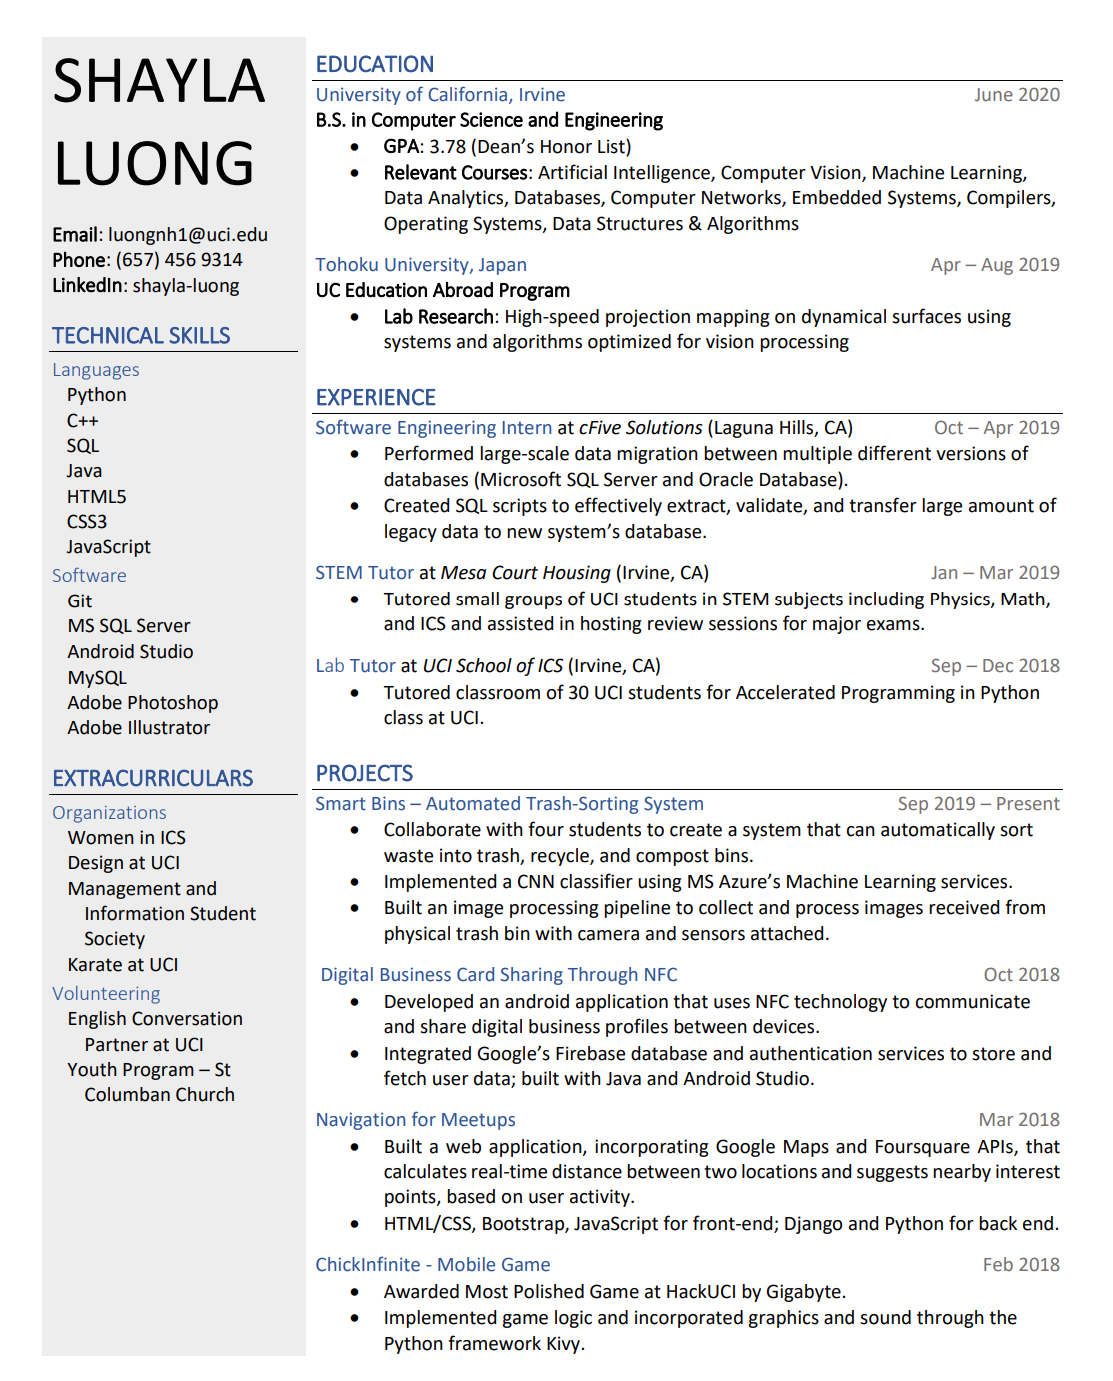 SHAYLA
LUONG
Email: luongnh1@uci.edu
Phone: (657) 456 9314
LinkedIn: shayla-luong
TECHNICAL SKILLS
Languages
Python
C++
SQL
Java
HTML5
CSS3
JavaScript
Software
Git
MS SQL Server
Android Studio
MySQL
Adobe Photoshop
Adobe Illustrator
EXTRACURRICULARS
Organizations
Women in ICS
Design at UCI
Management and
Information Student
Society
Karate at UCI
Volunteering
English Conversation
Partner at UCI
Youth Program – St
Columban Church
EDUCATION
University of California, Irvine June 2020
B.S. in Computer Science and Engineering
• GPA: 3.78 (Dean’s Honor List)
• Relevant Courses: Artificial Intelligence, Computer Vision, Machine Learning,
Data Analytics, Databases, Computer Networks, Embedded Systems, Compilers,
Operating Systems, Data Structures & Algorithms
Tohoku University, Japan Apr – Aug 2019
UC Education Abroad Program
• Lab Research: High-speed projection mapping on dynamical surfaces using
systems and algorithms optimized for vision processing
EXPERIENCE
Software Engineering Intern at cFive Solutions (Laguna Hills, CA) Oct – Apr 2019
• Performed large-scale data migration between multiple different versions of
databases (Microsoft SQL Server and Oracle Database).
• Created SQL scripts to effectively extract, validate, and transfer large amount of
legacy data to new system’s database.
STEM Tutor at Mesa Court Housing (Irvine, CA) Jan – Mar 2019
• Tutored small groups of UCI students in STEM subjects including Physics, Math,
and ICS and assisted in hosting review sessions for major exams.
Lab Tutor at UCI School of ICS (Irvine, CA) Sep – Dec 2018
• Tutored classroom of 30 UCI students for Accelerated Programming in Python
class at UCI.
PROJECTS
Smart Bins – Automated Trash-Sorting System Sep 2019 – Present
• Collaborate with four students to create a system that can automatically sort
waste into trash, recycle, and compost bins.
• Implemented a CNN classifier using MS Azure’s Machine Learning services.
• Built an image processing pipeline to collect and process images received from
physical trash bin with camera and sensors attached.
Digital Business Card Sharing Through NFC Oct 2018
• Developed an android application that uses NFC technology to communicate
and share digital business profiles between devices.
• Integrated Google’s Firebase database and authentication services to store and
fetch user data; built with Java and Android Studio.
Navigation for Meetups Mar 2018
• Built a web application, incorporating Google Maps and Foursquare APIs, that
calculates real-time distance between two locations and suggests nearby interest
points, based on user activity.
• HTML/CSS, Bootstrap, JavaScript for front-end; Django and Python for back end.
ChickInfinite - Mobile Game Feb 2018
• Awarded Most Polished Game at HackUCI by Gigabyte.
• Implemented game logic and incorporated graphics and sound through the
Python framework Kivy.